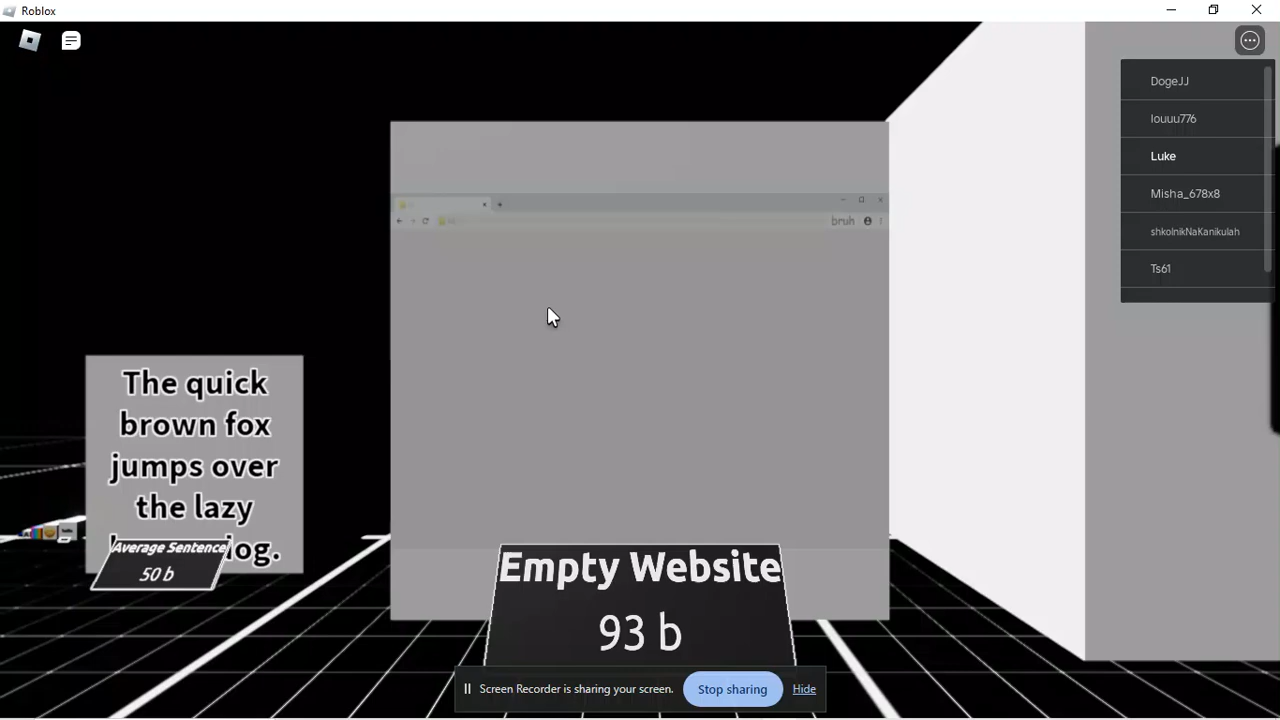 Roblox
DogeJJ
louuu776
Luke
Misha_678x8
shkolnikNaKanikulah
Ts61
bruh
The quick
brown fox
jumps over
the lazy
og.
Average Sentence
50 b
Empty Website
93 b
Screen Recorder is sharing your screen.
Stop sharing
Hide